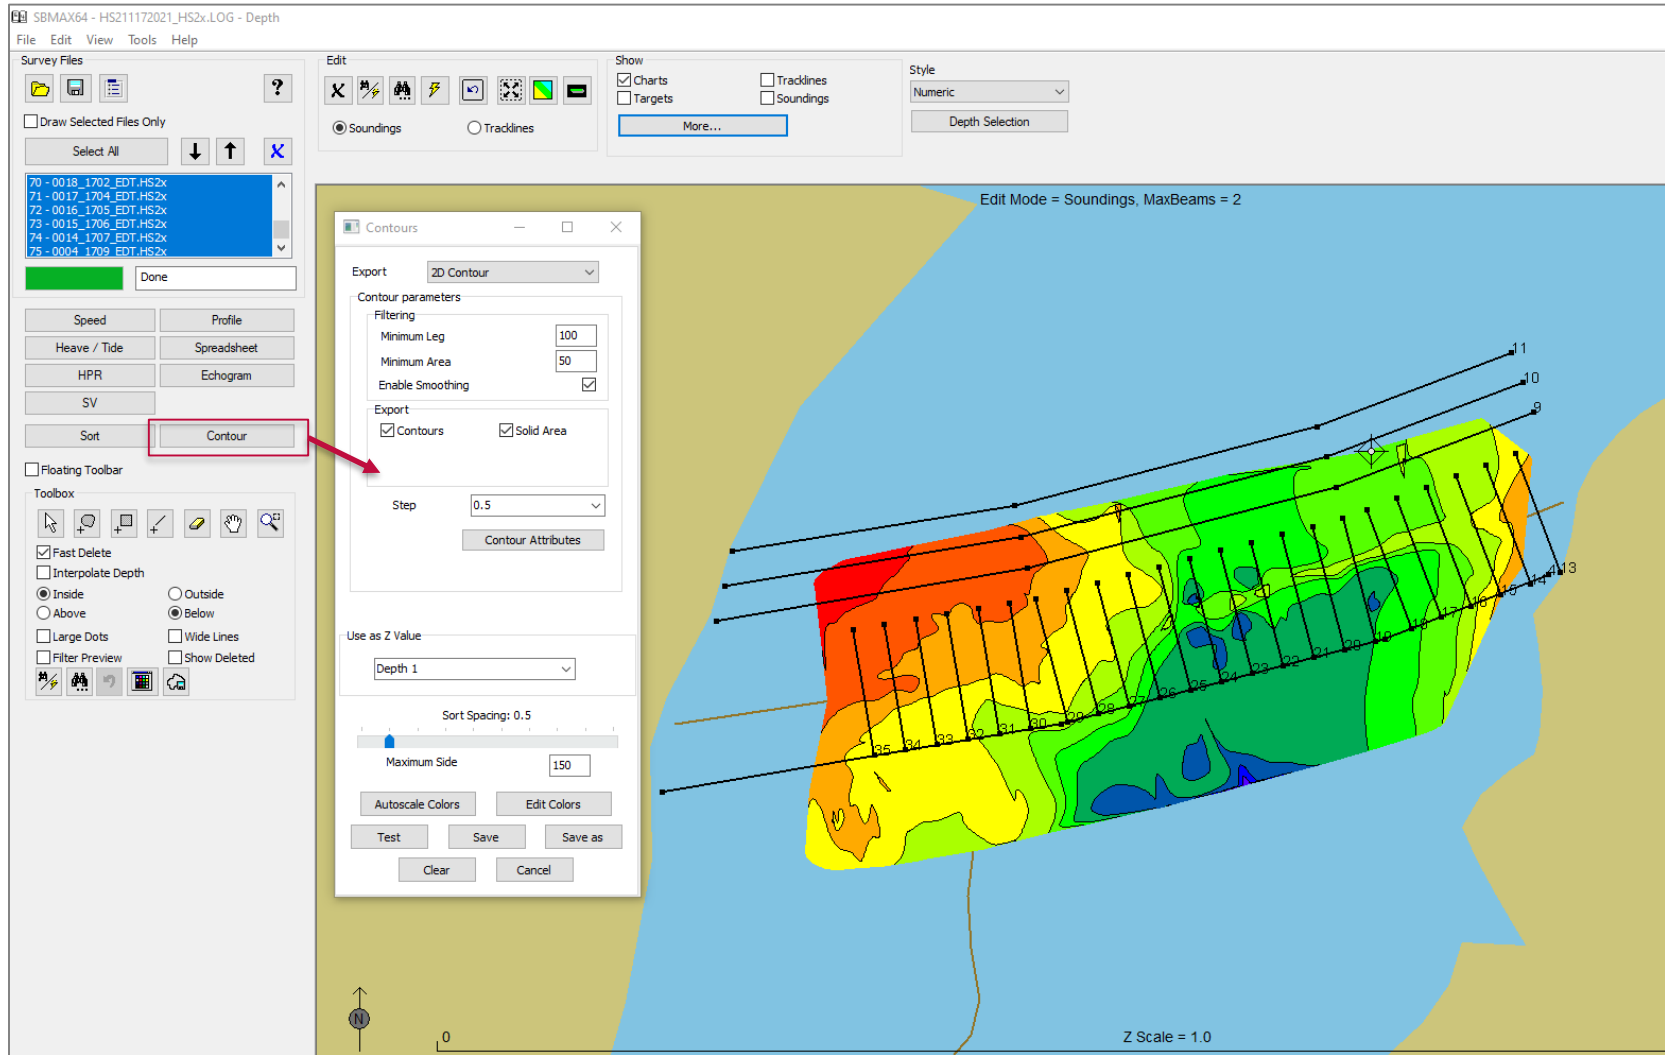 SBMAX64 - HS211172021_HS2x.LOG - Depth
File Edit View Tools Help
Survey Files
?
Draw Selected Files Only
Select All
70 - 0018_1702_EDT.HS2x
71 - 0017_1704_EDT.HS2x
72 - 0016_1705_EDT.HS2x
73 - 0015_1706_EDT.HS2x
74 - 0014_1707_EDT.HS2x
75 - 0004_1709_EDT.HS2x
Done
Speed Profile
Heave / Tide Spreadsheet
HPR Echogram
SV
Sort Contour
Floating Toolbar
Toolbox
Fast Delete
Interpolate Depth
Inside Outside
Above Below
Large Dots Wide Lines
Filter Preview Show Deleted
Edit
Soundings Tracklines
Show
Charts Tracklines
Targets Soundings
More...
Style
Numeric
Depth Selection
Edit Mode = Soundings, MaxBeams = 2
Contours
Export 2D Contour
Contour parameters
Filtering
Minimum Leg 100
Minimum Area 50
Enable Smoothing
Export
Contours Solid Area
Step 0.5
Contour Attributes
Use as Z Value
Depth 1
Sort Spacing: 0.5
Maximum Side 150
Autoscale Colors Edit Colors
Test Save Save as
Clear Cancel
11
10
9
35 34 33 32 31 30 29 28 27 26 25 24 23 22 21 20 19 18 17 16 15 14 4 13
N
0
Z Scale = 1.0